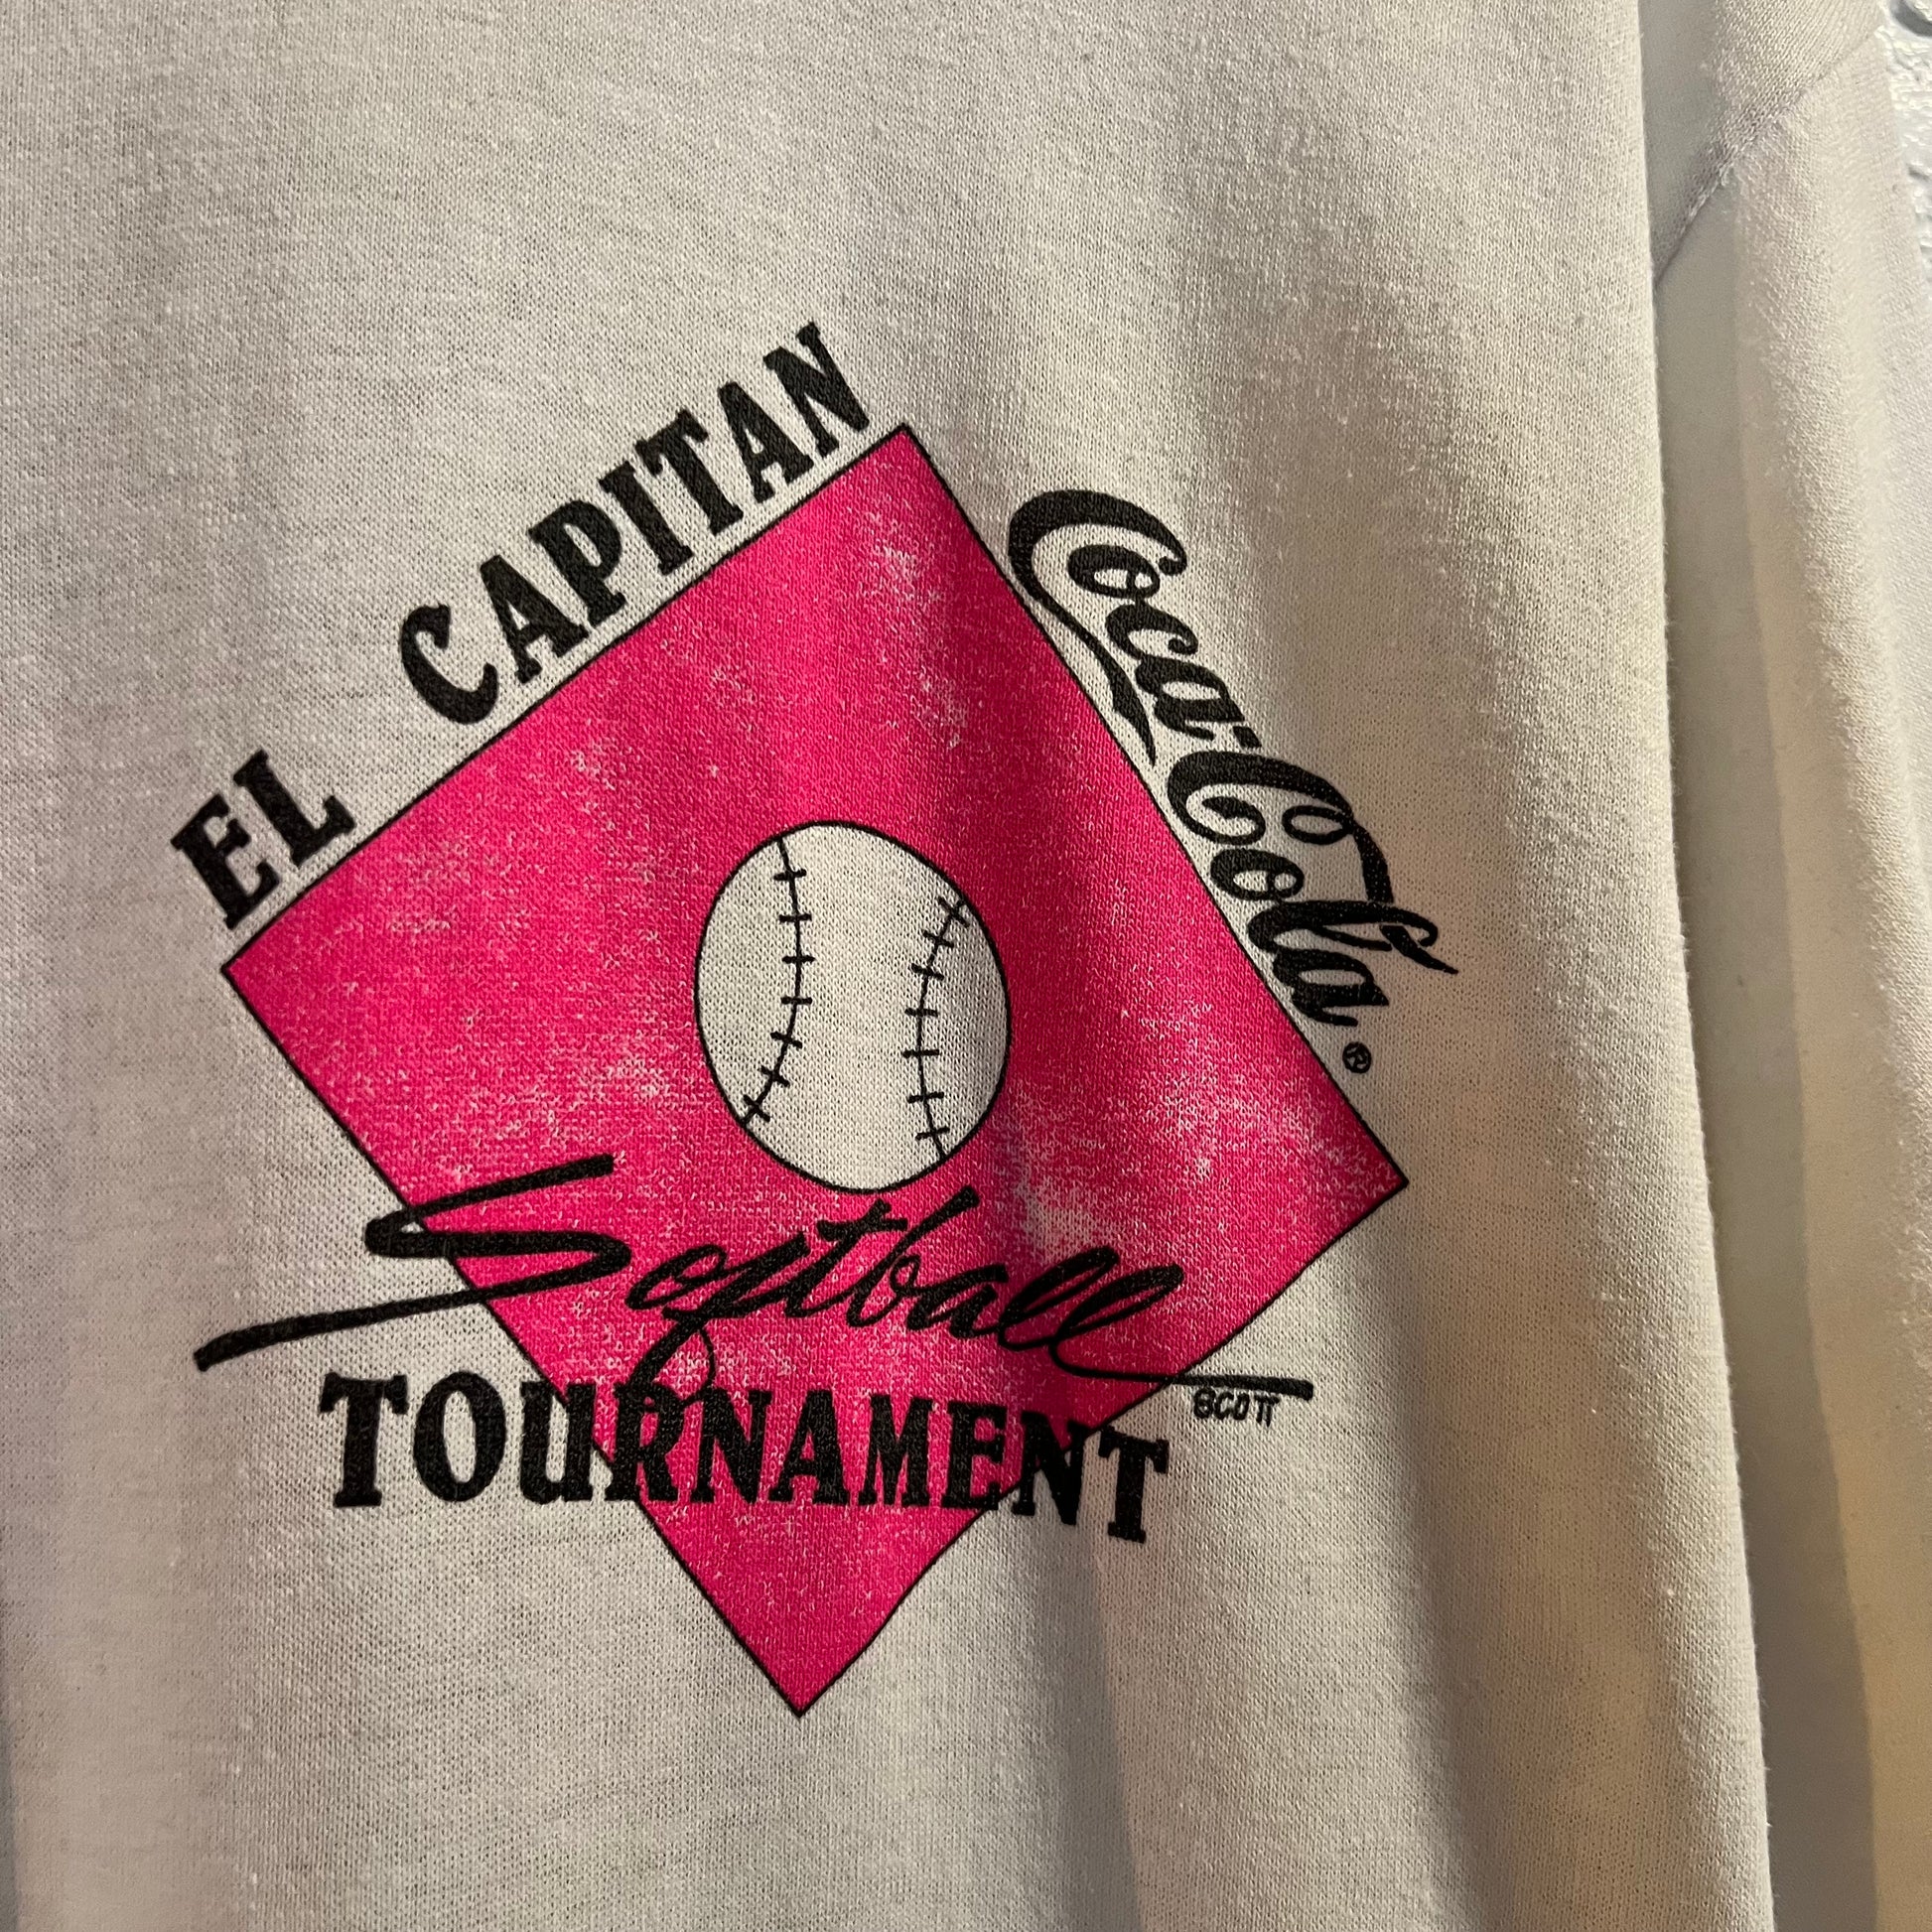 EL CAPITAN
Coca-Cola ®
Softball
TOURNAMENT
SCOTT